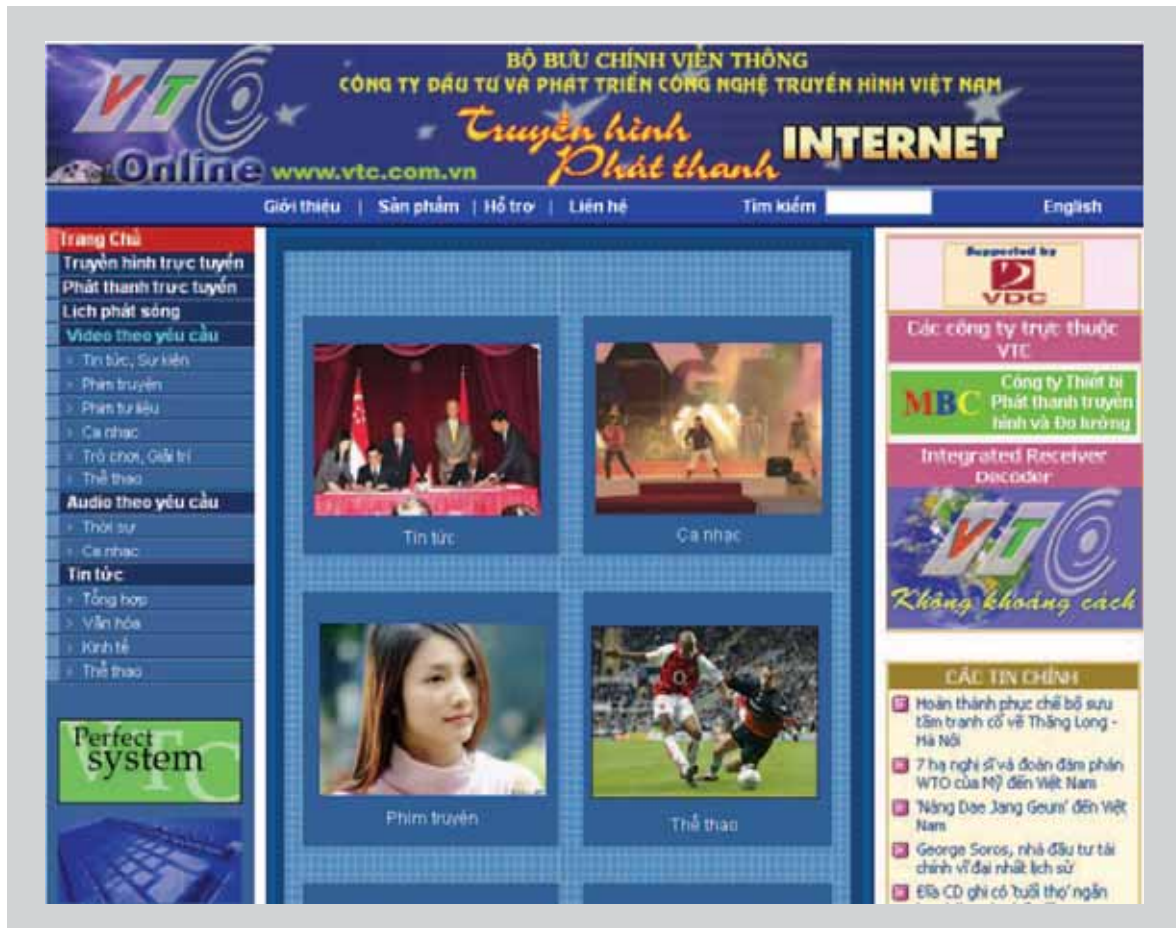 BỘ BƯU CHÍNH VIỄN THÔNG
CÔNG TY ĐẦU TƯ VÀ PHÁT TRIỂN CÔNG NGHỆ TRUYỀN HÌNH VIỆT NAM
VTC
Online
www.vtc.com.vn
Truyền hình
Phát thanh
INTERNET
Giới thiệu | Sản phẩm | Hỗ trợ | Liên hệ
Tìm kiếm
English
Trang Chủ
Truyền hình trực tuyến
Phát thanh trực tuyến
Lịch phát sóng
Video theo yêu cầu
Tin tức, Sự kiện
Phim truyện
Phim tư liệu
Ca nhạc
Trò chơi, Giải trí
Thể thao
Audio theo yêu cầu
Thời sự
Ca nhạc
Tin tức
Tổng hợp
Văn hóa
Kinh tế
Thể thao
Perfect
system
VTC
Tin tức
Ca nhạc
Phim truyện
Thể thao
Supported by
VDC
Các công ty trực thuộc
VTC
MBC
Công ty Thiết bị
Phát thanh truyền
hình và Đo lường
Integrated Receiver
Decoder
VTC
Không khoảng cách
CÁC TIN CHÍNH
Hoàn thành phục chế bộ sưu
tầm tranh cổ về Thăng Long -
Hà Nội
7 hạ nghị sĩ và đoàn đàm phán
WTO của Mỹ đến Việt Nam
'Nàng Dae Jang Geum' đến Việt
Nam
George Soros, nhà đầu tư tài
chính vĩ đại nhất lịch sử
Đĩa CD ghi có 'tuổi thọ' ngắn